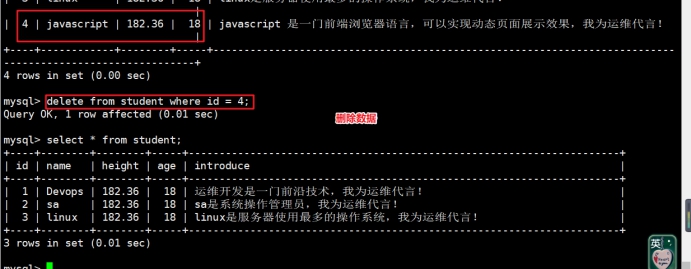 | 3 | linux | 182.36 | 18 | linux是服务器使用最多的操作系统，我为运维代言！
| 4 | javascript | 182.36 | 18 | javascript 是一门前端浏览器语言，可以实现动态页面展示效果，我为运维代言！
4 rows in set (0.00 sec)
mysql> delete from student where id = 4;
Query OK, 1 row affected (0.01 sec)
删除数据
mysql> select * from student;
+----+--------+--------+------+-----------------------------------------------------+
| id | name | height | age | introduce |
+----+--------+--------+------+-----------------------------------------------------+
| 1 | Devops | 182.36 | 18 | 运维开发是一门前沿技术，我为运维代言！ |
| 2 | sa | 182.36 | 18 | sa是系统操作管理员，我为运维代言！ |
| 3 | linux | 182.36 | 18 | linux是服务器使用最多的操作系统，我为运维代言！ |
+----+--------+--------+------+-----------------------------------------------------+
3 rows in set (0.01 sec)
mysql>
英